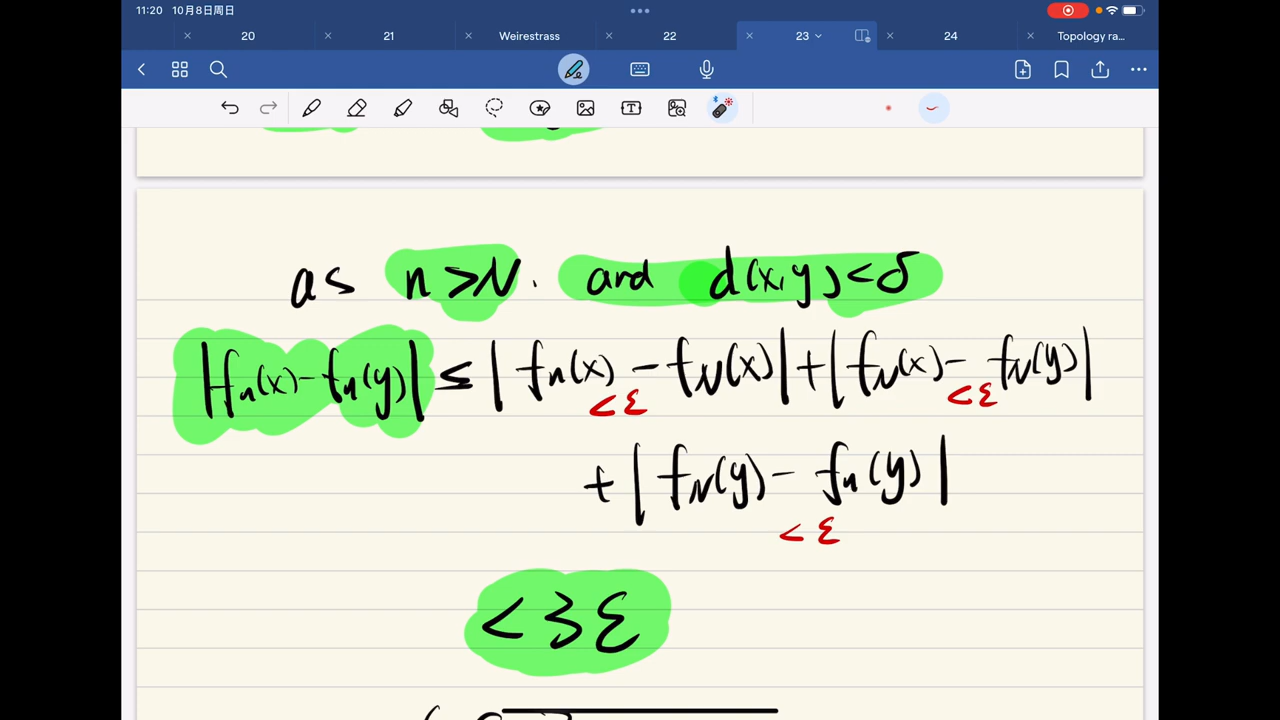 11:20 10月8日周日
20 21 Weirestrass 22 23 24 Topology ra...
as n>N. and d(x,y)<δ
|fn(x)-fn(y)| ≤ |fn(x)-fN(x)|+|fN(x)-fN(y)|
<ε <ε
+|fN(y)-fn(y)|
<ε
<3ε